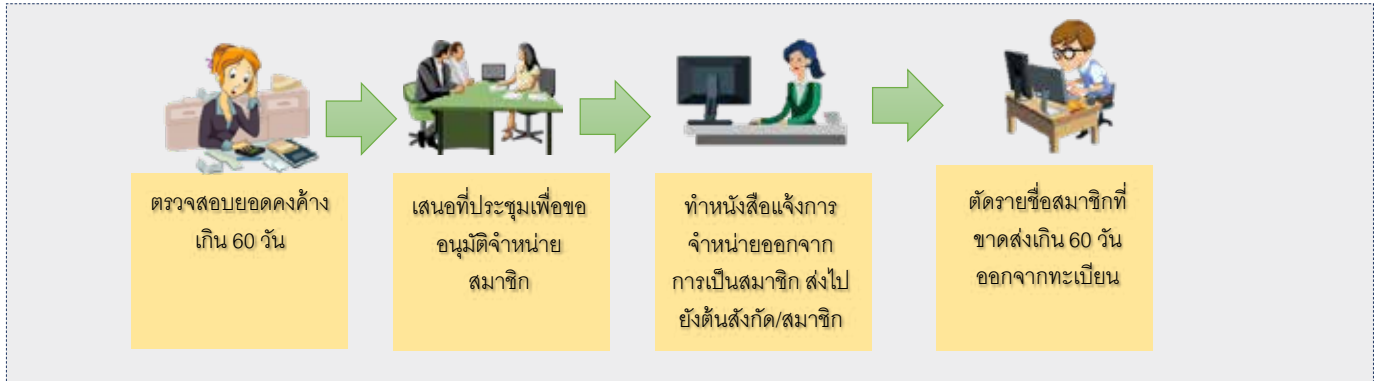 ตรวจสอบยอดคงค้าง
เกิน 60 วัน
เสนอที่ประชุมเพื่อขอ
อนุมัติจำหน่าย
สมาชิก
ทำหนังสือแจ้งการ
จำหน่ายออกจาก
การเป็นสมาชิก ส่งไป
ยังต้นสังกัด/สมาชิก
ตัดรายชื่อสมาชิกที่
ขาดส่งเกิน 60 วัน
ออกจากทะเบียน